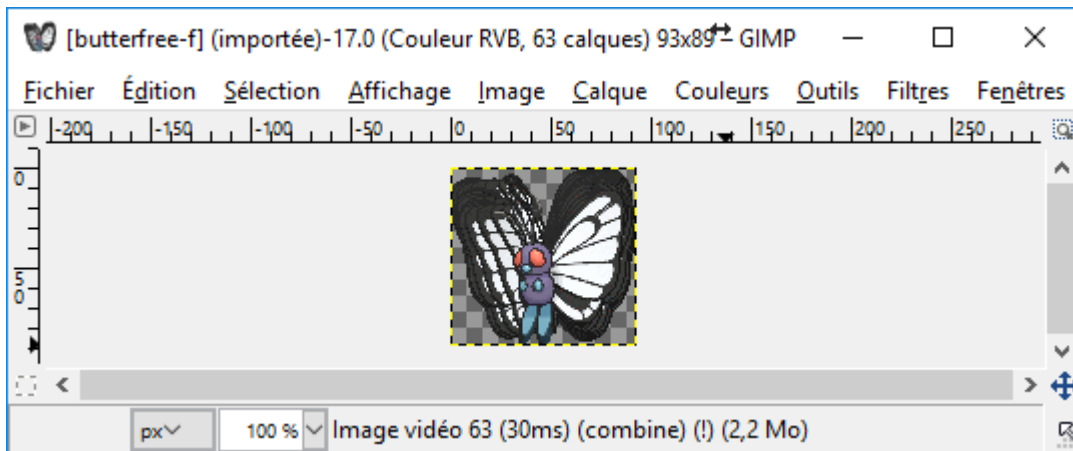 [butterfree-f] (importée)-17.0 (Couleur RVB, 63 calques) 93x89 – GIMP
Fichier Édition Sélection Affichage Image Calque Couleurs Outils Filtres Fenêtres
-200 -150 -100 -50 0 50 100 150 200 250
0
50
px 100 % Image vidéo 63 (30ms) (combine) (!) (2,2 Mo)